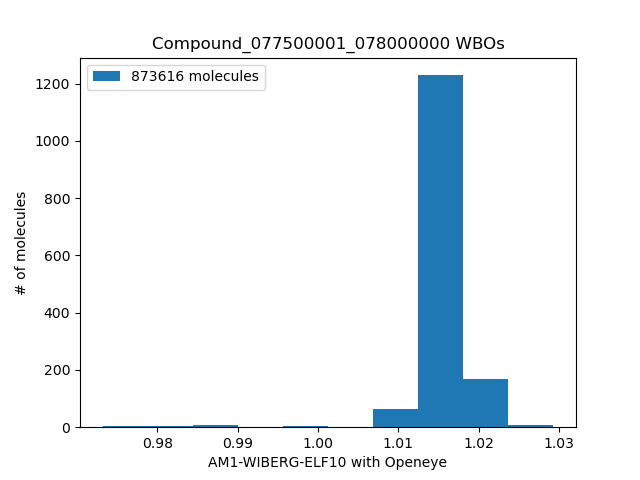 Compound_077500001_078000000 WBOs
873616 molecules
1200
1000
800
600
400
200
0
# of molecules
0.98 0.99 1.00 1.01 1.02 1.03
AM1-WIBERG-ELF10 with Openeye